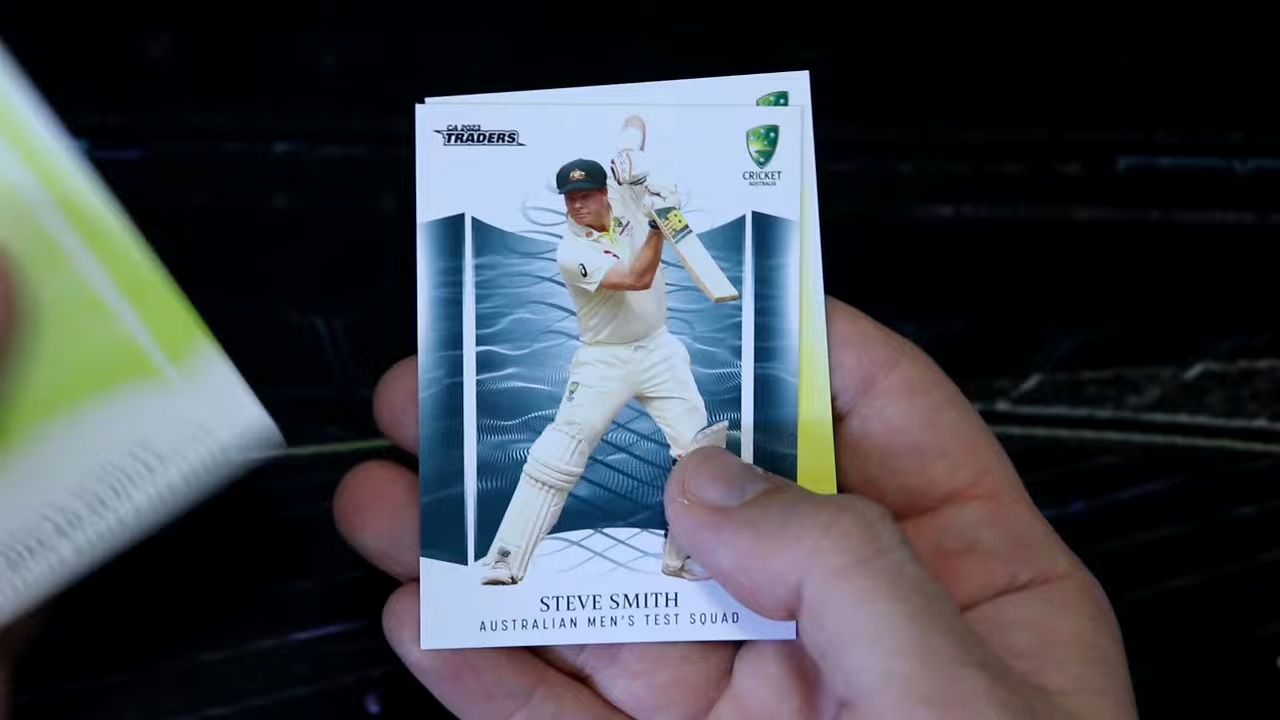 CA 2023
TRADERS
CRICKET
AUSTRALIA
STEVE SMITH
AUSTRALIAN MEN'S TEST SQUAD